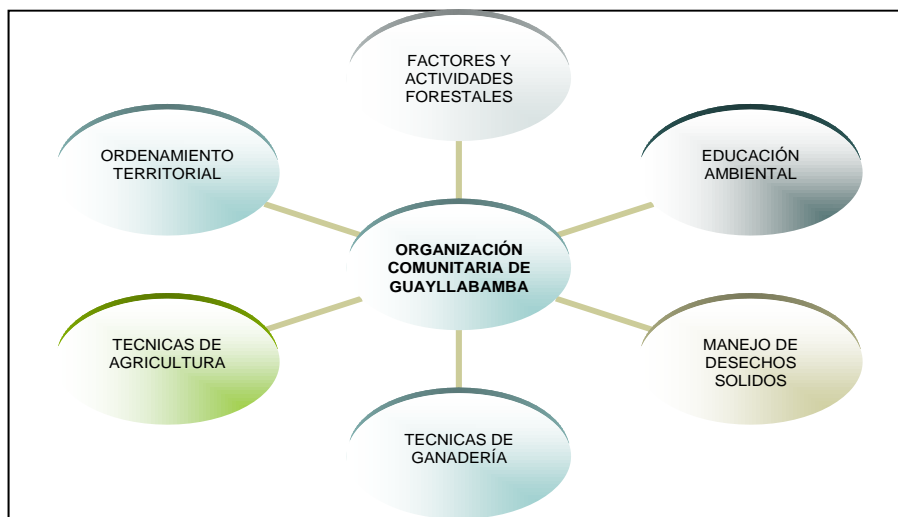 FACTORES Y
ACTIVIDADES
FORESTALES
ORDENAMIENTO
TERRITORIAL
EDUCACIÓN
AMBIENTAL
ORGANIZACIÓN
COMUNITARIA DE
GUAYLLABAMBA
TECNICAS DE
AGRICULTURA
MANEJO DE
DESECHOS
SOLIDOS
TECNICAS DE
GANADERÍA